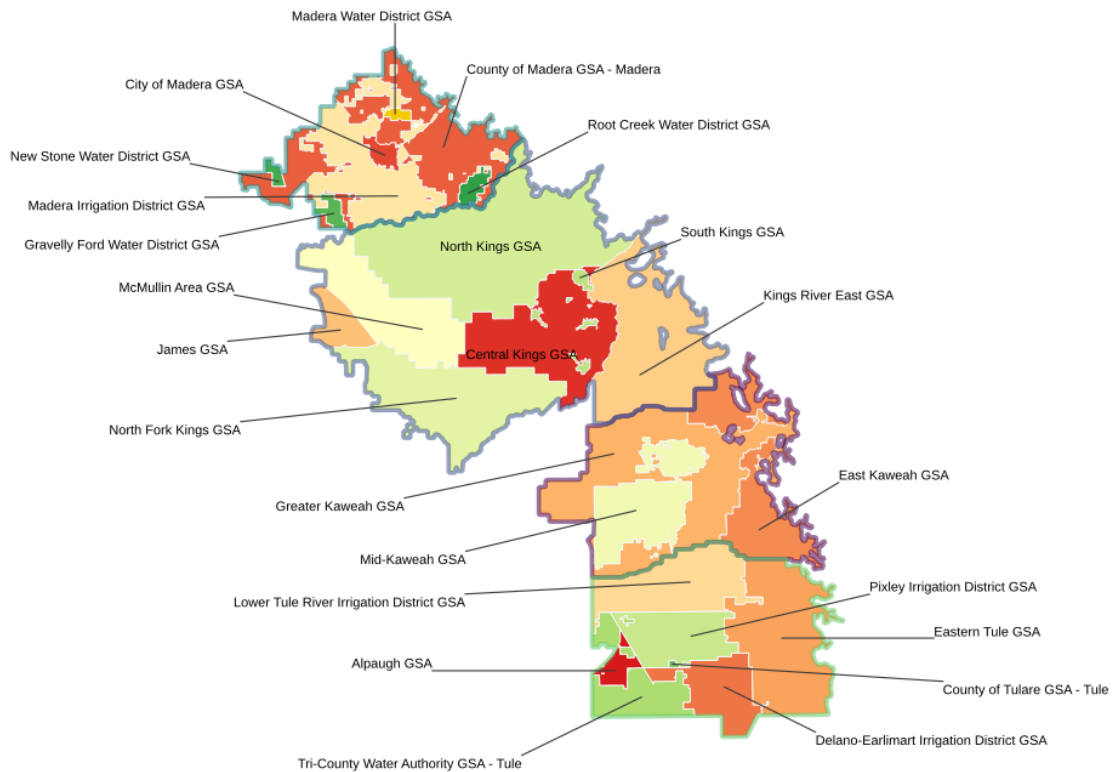 Madera Water District GSA
County of Madera GSA - Madera
City of Madera GSA
Root Creek Water District GSA
New Stone Water District GSA
Madera Irrigation District GSA
South Kings GSA
Gravelly Ford Water District GSA
North Kings GSA
McMullin Area GSA
Kings River East GSA
James GSA
Central Kings GSA
North Fork Kings GSA
East Kaweah GSA
Greater Kaweah GSA
Mid-Kaweah GSA
Pixley Irrigation District GSA
Lower Tule River Irrigation District GSA
Eastern Tule GSA
Alpaugh GSA
County of Tulare GSA - Tule
Delano-Earlimart Irrigation District GSA
Tri-County Water Authority GSA - Tule